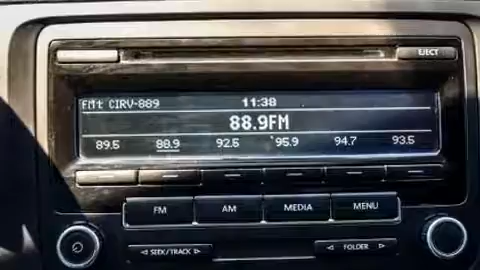 EJECT
FM1 CIRV-889 11:38
88.9FM
89.5 88.9 92.5 95.9 94.7 93.5
FM AM MEDIA MENU
SEEK/TRACK FOLDER